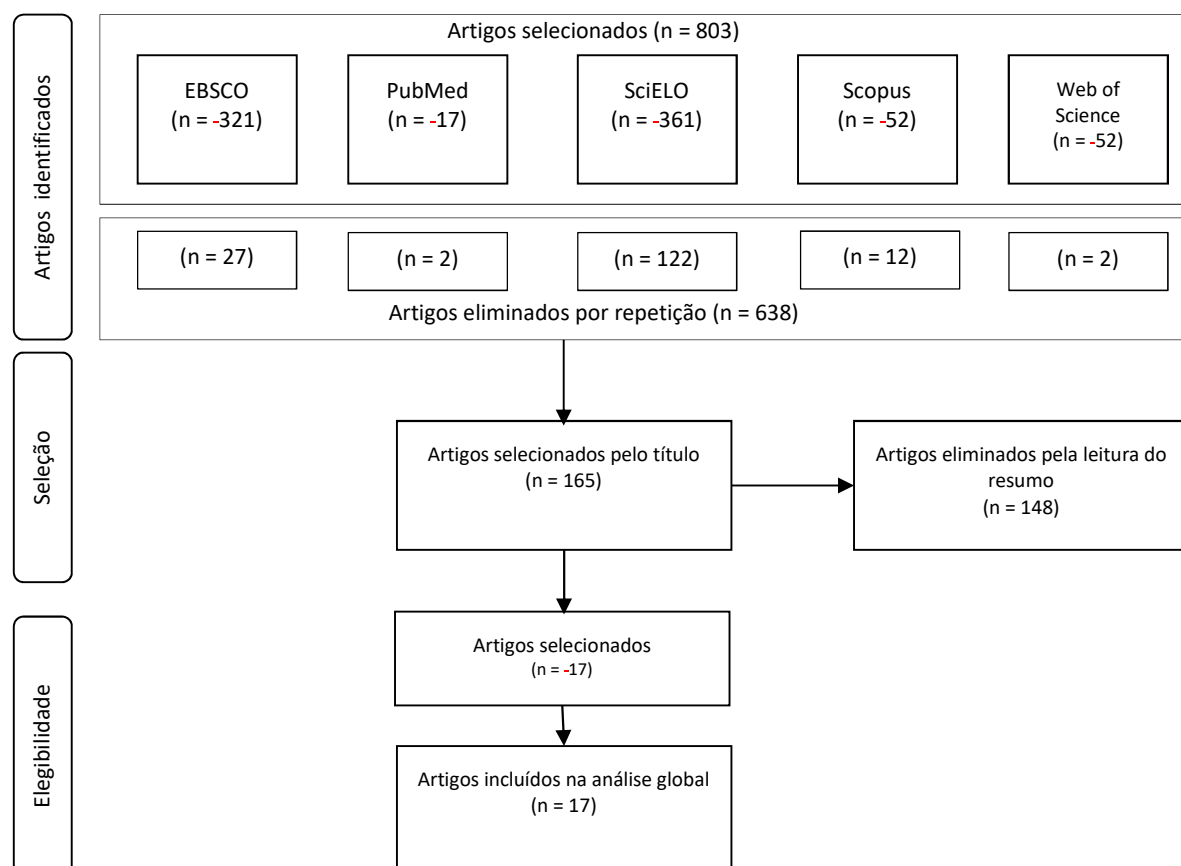 Artigos identificados
Artigos selecionados (n = 803)
EBSCO
(n = -321)
PubMed
(n = -17)
SciELO
(n = -361)
Scopus
(n = -52)
Web of
Science
(n = -52)
(n = 27)
(n = 2)
(n = 122)
(n = 12)
(n = 2)
Artigos eliminados por repetição (n = 638)
Seleção
Artigos selecionados pelo título
(n = 165)
Artigos eliminados pela leitura do
resumo
(n = 148)
Elegibilidade
Artigos selecionados
(n = -17)
Artigos incluídos na análise global
(n = 17)